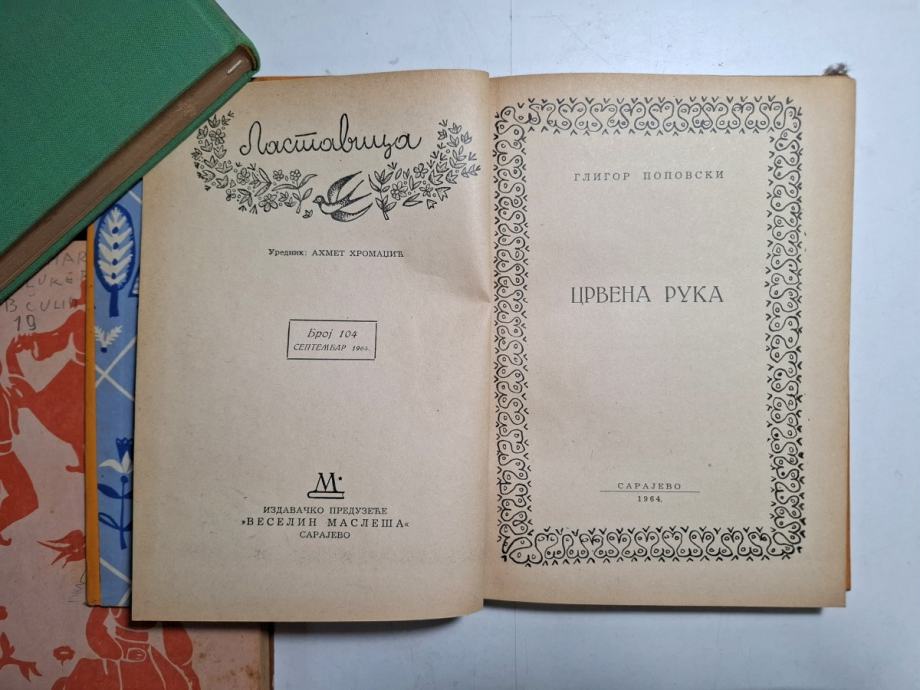 Ластавица
Уредник: АХМЕТ ХРОМАЏИЋ
Број 104
СЕПТЕМБАР 1964.
М
ИЗДАВАЧКО ПРЕДУЗЕЋЕ
»ВЕСЕЛИН МАСЛЕША«
САРАЈЕВО
ГЛИГОР ПОПОВСКИ
ЦРВЕНА РУКА
САРАЈЕВО
1964.
19